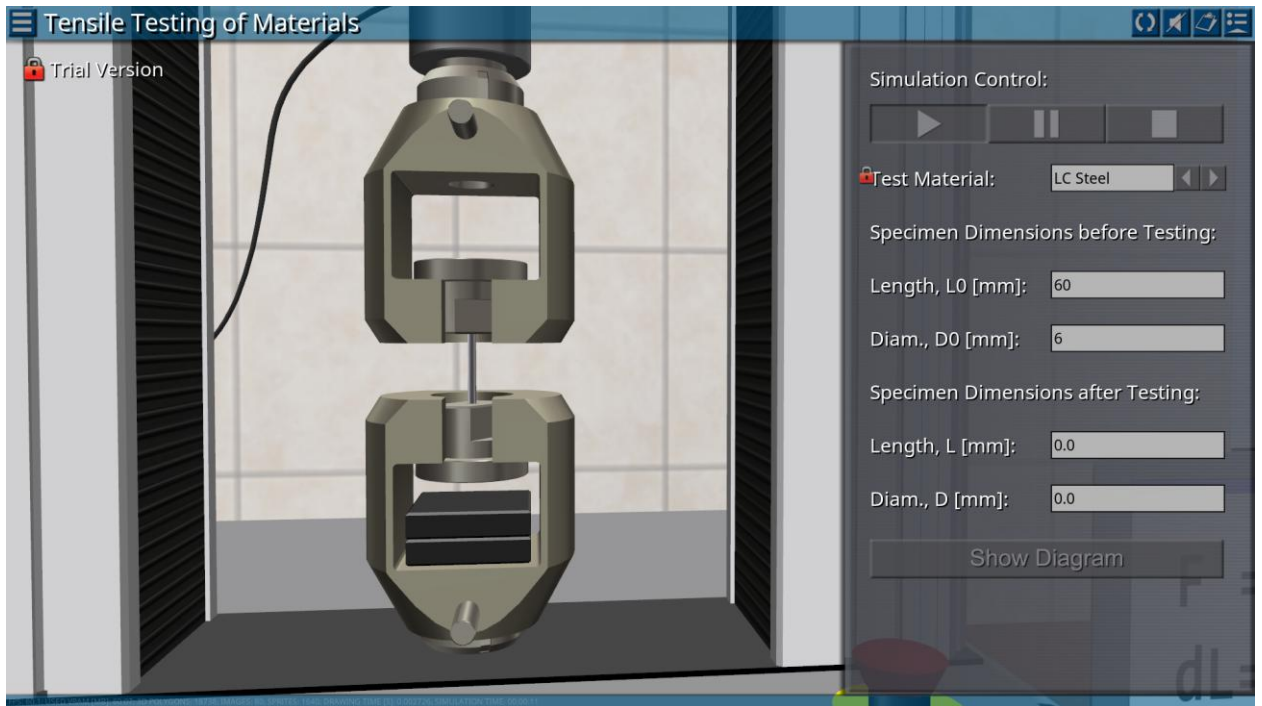 Tensile Testing of Materials
Trial Version
Simulation Control:
Test Material: LC Steel
Specimen Dimensions before Testing:
Length, L0 [mm]: 60
Diam., D0 [mm]: 6
Specimen Dimensions after Testing:
Length, L [mm]: 0.0
Diam., D [mm]: 0.0
Show Diagram
F =
dL=